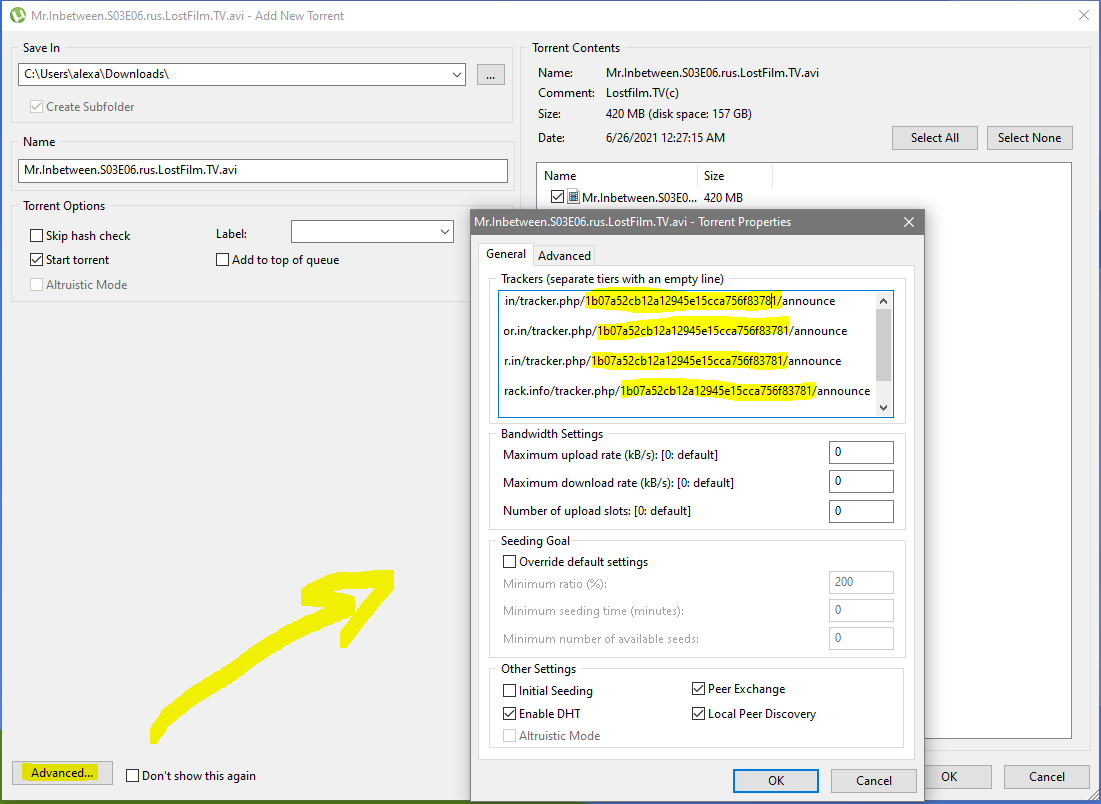 Mr.Inbetween.S03E06.rus.LostFilm.TV.avi - Add New Torrent
Save In
C:\Users\alexa\Downloads\
...
Create Subfolder
Name
Mr.Inbetween.S03E06.rus.LostFilm.TV.avi
Torrent Options
Skip hash check
Label:
Start torrent
Add to top of queue
Altruistic Mode
Advanced...
Don't show this again
Torrent Contents
Name: Mr.Inbetween.S03E06.rus.LostFilm.TV.avi
Comment: Lostfilm.TV(c)
Size: 420 MB (disk space: 157 GB)
Date: 6/26/2021 12:27:15 AM
Select All
Select None
Name Size
Mr.Inbetween.S03E0... 420 MB
Mr.Inbetween.S03E06.rus.LostFilm.TV.avi - Torrent Properties
General Advanced
Trackers (separate tiers with an empty line)
.in/tracker.php/1b07a52cb12a12945e15cca756f83781/announce
or.in/tracker.php/1b07a52cb12a12945e15cca756f83781/announce
r.in/tracker.php/1b07a52cb12a12945e15cca756f83781/announce
rack.info/tracker.php/1b07a52cb12a12945e15cca756f83781/announce
Bandwidth Settings
Maximum upload rate (kB/s): [0: default] 0
Maximum download rate (kB/s): [0: default] 0
Number of upload slots: [0: default] 0
Seeding Goal
Override default settings
Minimum ratio (%): 200
Minimum seeding time (minutes): 0
Minimum number of available seeds: 0
Other Settings
Initial Seeding
Peer Exchange
Enable DHT
Local Peer Discovery
Altruistic Mode
OK
Cancel
OK
Cancel